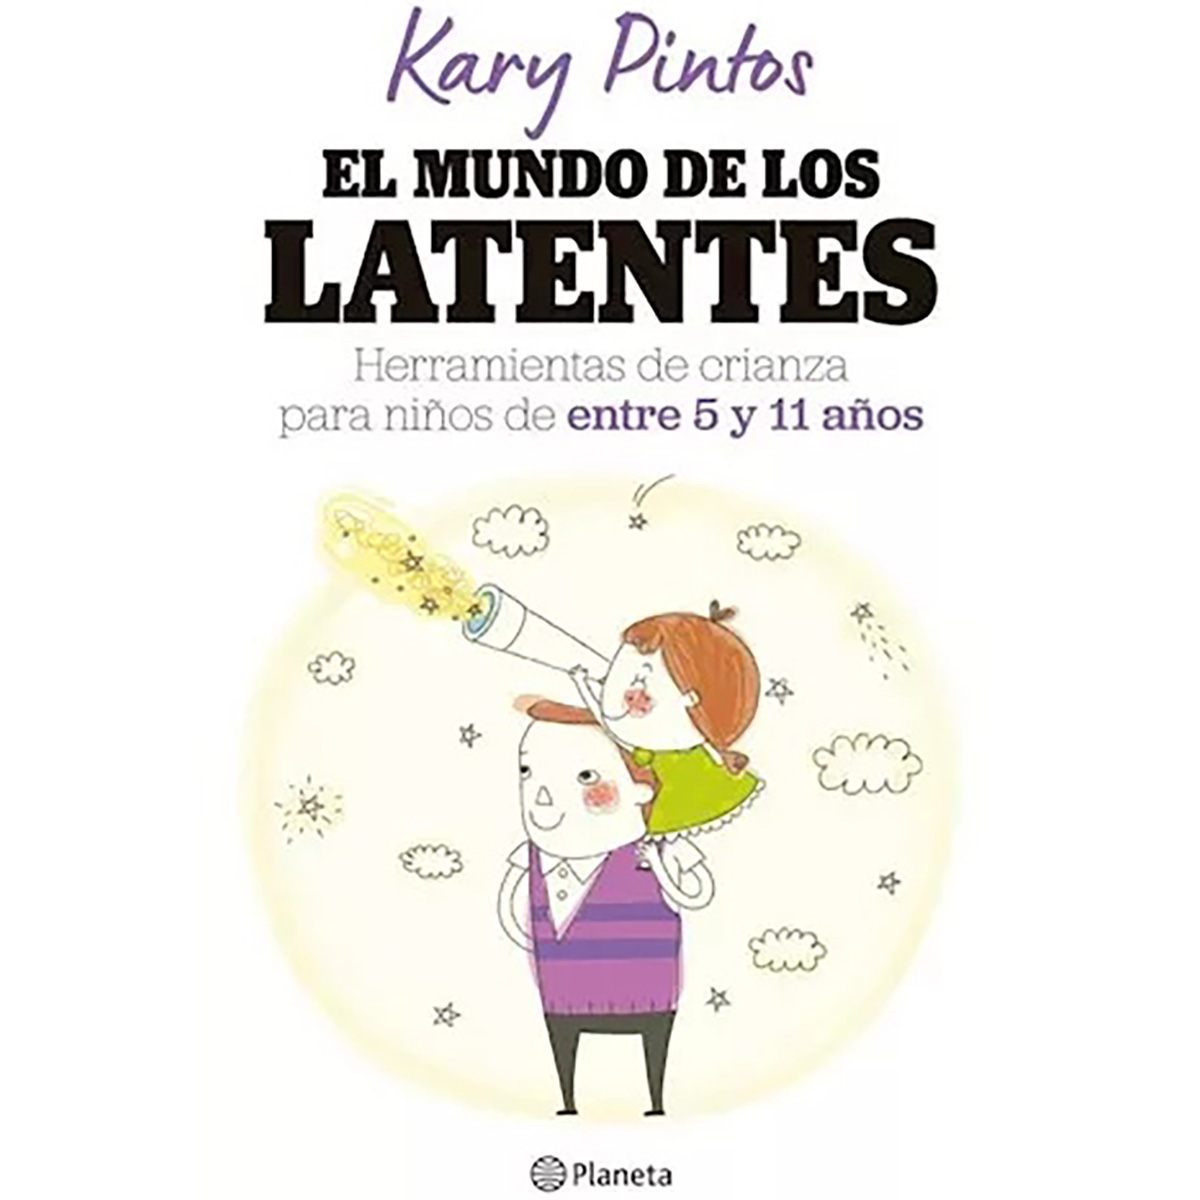 Kary Pintos
EL MUNDO DE LOS
LATENTES
Herramientas de crianza
para niños de entre 5 y 11 años
Planeta